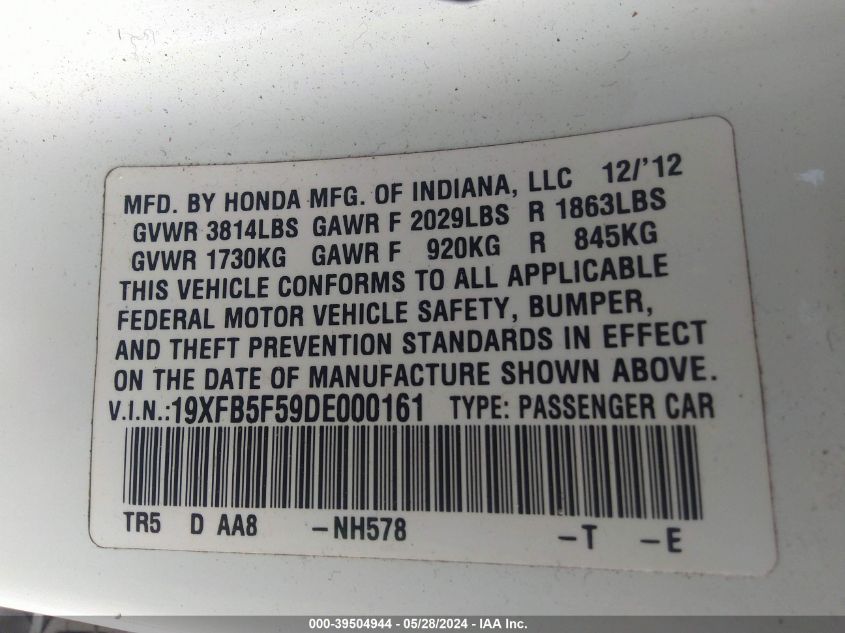 MFD. BY HONDA MFG. OF INDIANA, LLC 12/'12
GVWR 3814LBS GAWR F 2029LBS R 1863LBS
GVWR 1730KG GAWR F 920KG R 845KG
THIS VEHICLE CONFORMS TO ALL APPLICABLE
FEDERAL MOTOR VEHICLE SAFETY, BUMPER,
AND THEFT PREVENTION STANDARDS IN EFFECT
ON THE DATE OF MANUFACTURE SHOWN ABOVE.
V.I.N.:19XFB5F59DE000161 TYPE: PASSENGER CAR
TR5 D AA8 -NH578 -T -E
000-39504944 - 05/28/2024 - IAA Inc.